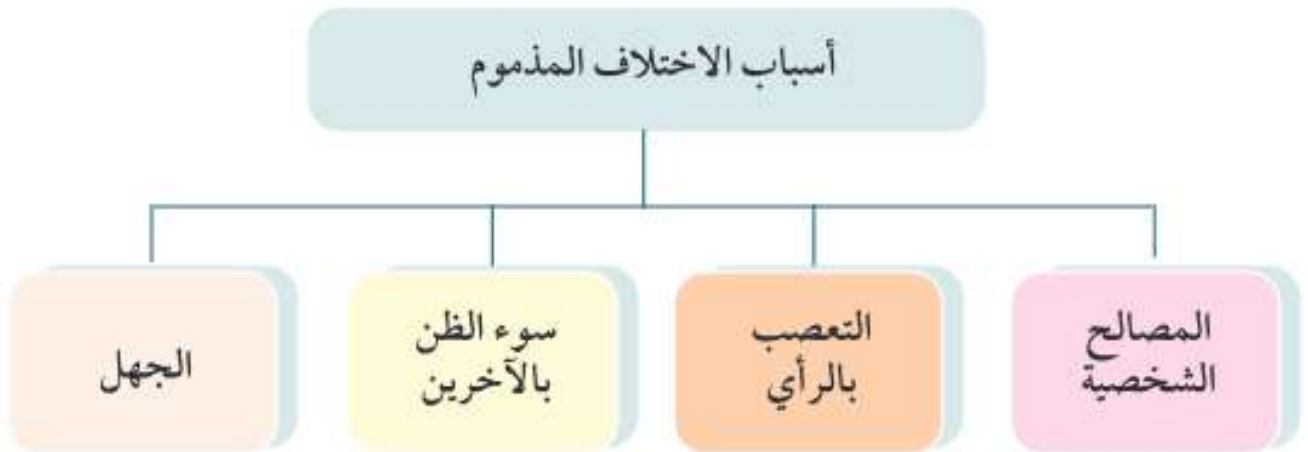 أسباب الاختلاف المذموم
المصالح
الشخصية
التعصب
بالرأي
سوء الظن
بالآخرين
الجهل